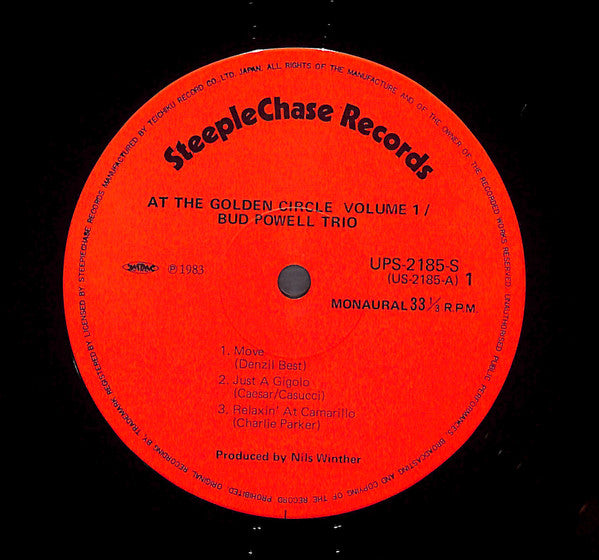 TRADEMARK REGISTERED BY LICENSED BY STEEPLECHASE RECORDS MANUFACTURED BY TEICHIKU RECORD CO., LTD. JAPAN. ALL RIGHTS OF THE MANUFACTURE AND OF THE OWNER OF THE RECORDED WORKS RESERVED. UNAUTHORISED PUBLIC PERFORMANCES BROADCASTING AND COPYING OF THE RECORD PROHIBITED ORIGINAL RECORDING BY
SteepleChase Records
AT THE GOLDEN CIRCLE VOLUME 1 /
BUD POWELL TRIO
℗1983
UPS-2185-S
(US-2185-A) 1
MONAURAL 33 1/3 R.P.M.
1. Move
(Denzil Best)
2. Just A Gigolo
(Caesar/Casucci)
3. Relaxin' At Camarillo
(Charlie Parker)
Produced by Nils Winther